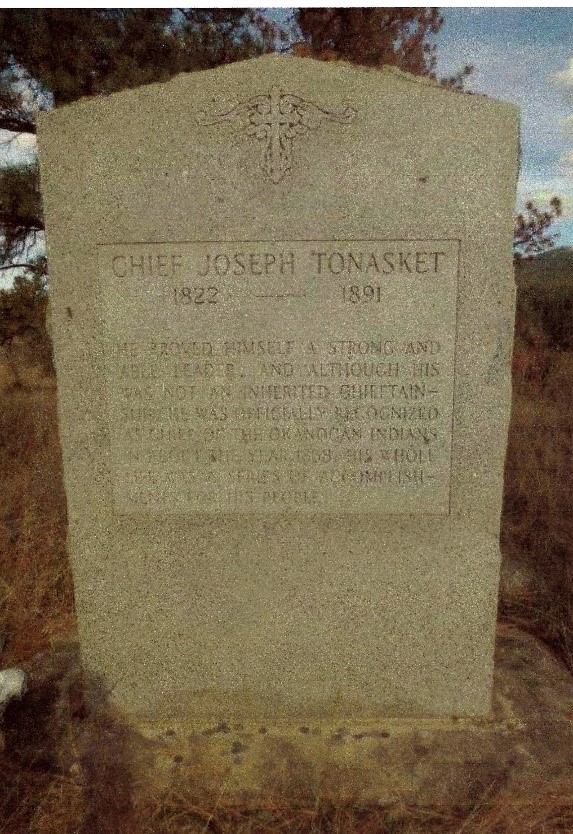 CHIEF JOSEPH TONASKET
1822 — 1891
HE PROVED HIMSELF A STRONG AND
ABLE LEADER, AND ALTHOUGH HIS
WAS NOT AN INHERITED CHIEFTAIN-
SHIP, HE WAS OFFICIALLY RECOGNIZED
AS CHIEF OF THE OKANOGAN INDIANS
IN ABOUT THE YEAR 1858. HIS WHOLE
LIFE WAS A SERIES OF ACCOMPLISH-
MENTS FOR HIS PEOPLE